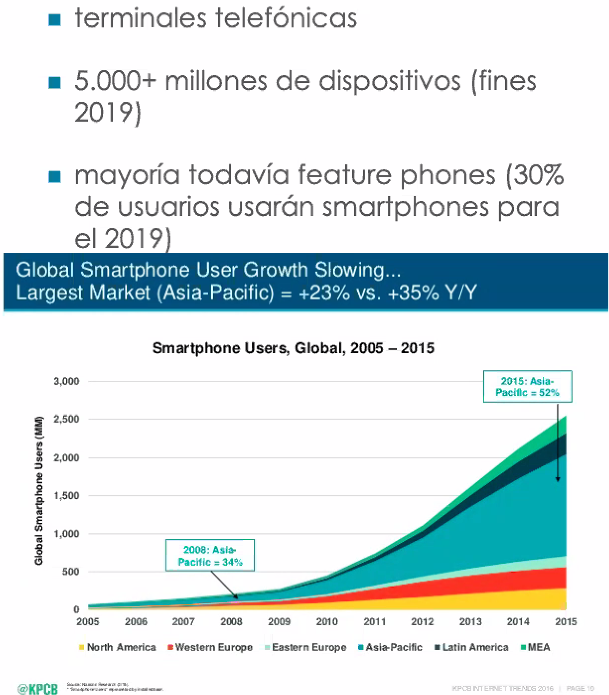 terminales telefónicas
5.000+ millones de dispositivos (fines
2019)
mayoría todavía feature phones (30%
de usuarios usarán smartphones para
el 2019)
Global Smartphone User Growth Slowing...
Largest Market (Asia-Pacific) = +23% vs. +35% Y/Y
Smartphone Users, Global, 2005 – 2015
Global Smartphone Users (MM)
3,000
2,500
2,000
1,500
1,000
500
0
2015: Asia-
Pacific = 52%
2008: Asia-
Pacific = 34%
2005 2006 2007 2008 2009 2010 2011 2012 2013 2014 2015
North America Western Europe Eastern Europe Asia-Pacific Latin America MEA
@KPCB
KPCB INTERNET TRENDS 2016 | PAGE